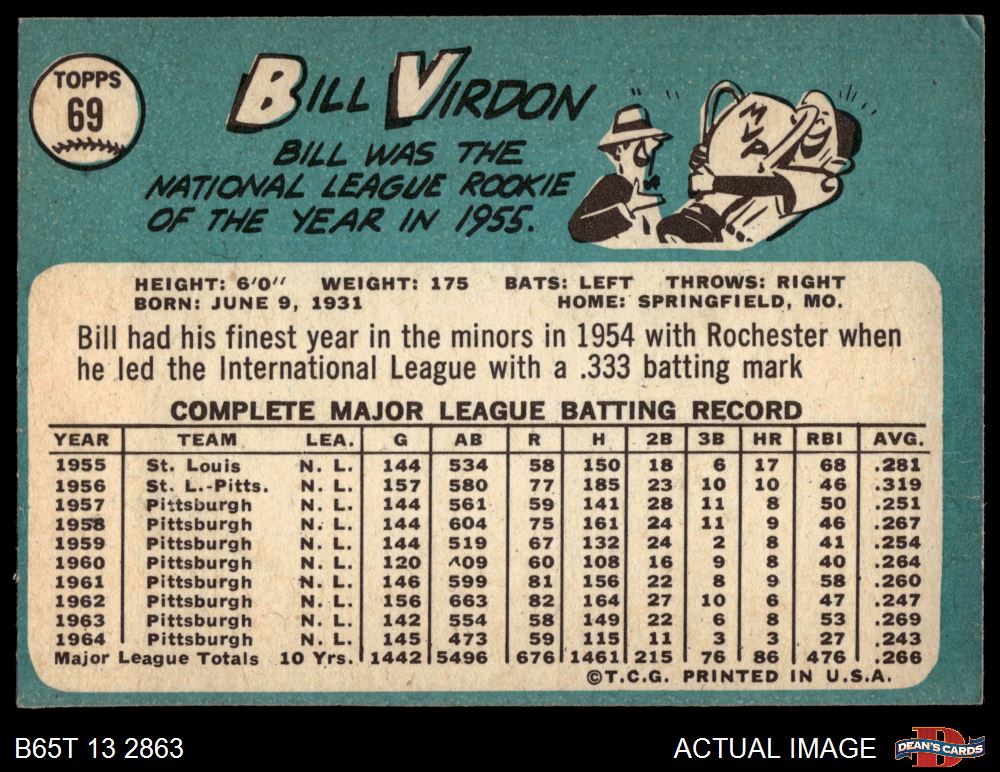 TOPPS
69
BILL VIRDON
BILL WAS THE
NATIONAL LEAGUE ROOKIE
OF THE YEAR IN 1955.
MVP
HEIGHT: 6'0" WEIGHT: 175 BATS: LEFT THROWS: RIGHT
BORN: JUNE 9, 1931 HOME: SPRINGFIELD, MO.
Bill had his finest year in the minors in 1954 with Rochester when
he led the International League with a .333 batting mark
COMPLETE MAJOR LEAGUE BATTING RECORD
YEAR TEAM LEA. G AB R H 2B 3B HR RBI AVG.
1955 St. Louis N. L. 144 534 58 150 18 6 17 68 .281
1956 St. L.-Pitts. N. L. 157 580 77 185 23 10 10 46 .319
1957 Pittsburgh N. L. 144 561 59 141 28 11 8 50 .251
1958 Pittsburgh N. L. 144 604 75 161 24 11 9 46 .267
1959 Pittsburgh N. L. 144 519 67 132 24 2 8 41 .254
1960 Pittsburgh N. L. 120 409 60 108 16 9 8 40 .264
1961 Pittsburgh N. L. 146 599 81 156 22 8 9 58 .260
1962 Pittsburgh N. L. 156 663 82 164 27 10 6 47 .247
1963 Pittsburgh N. L. 142 554 58 149 22 6 8 53 .269
1964 Pittsburgh N. L. 145 473 59 115 11 3 3 27 .243
Major League Totals 10 Yrs. 1442 5496 676 1461 215 76 86 476 .266
©T.C.G. PRINTED IN U.S.A.
B65T 13 2863 ACTUAL IMAGE DEAN'S CARDS